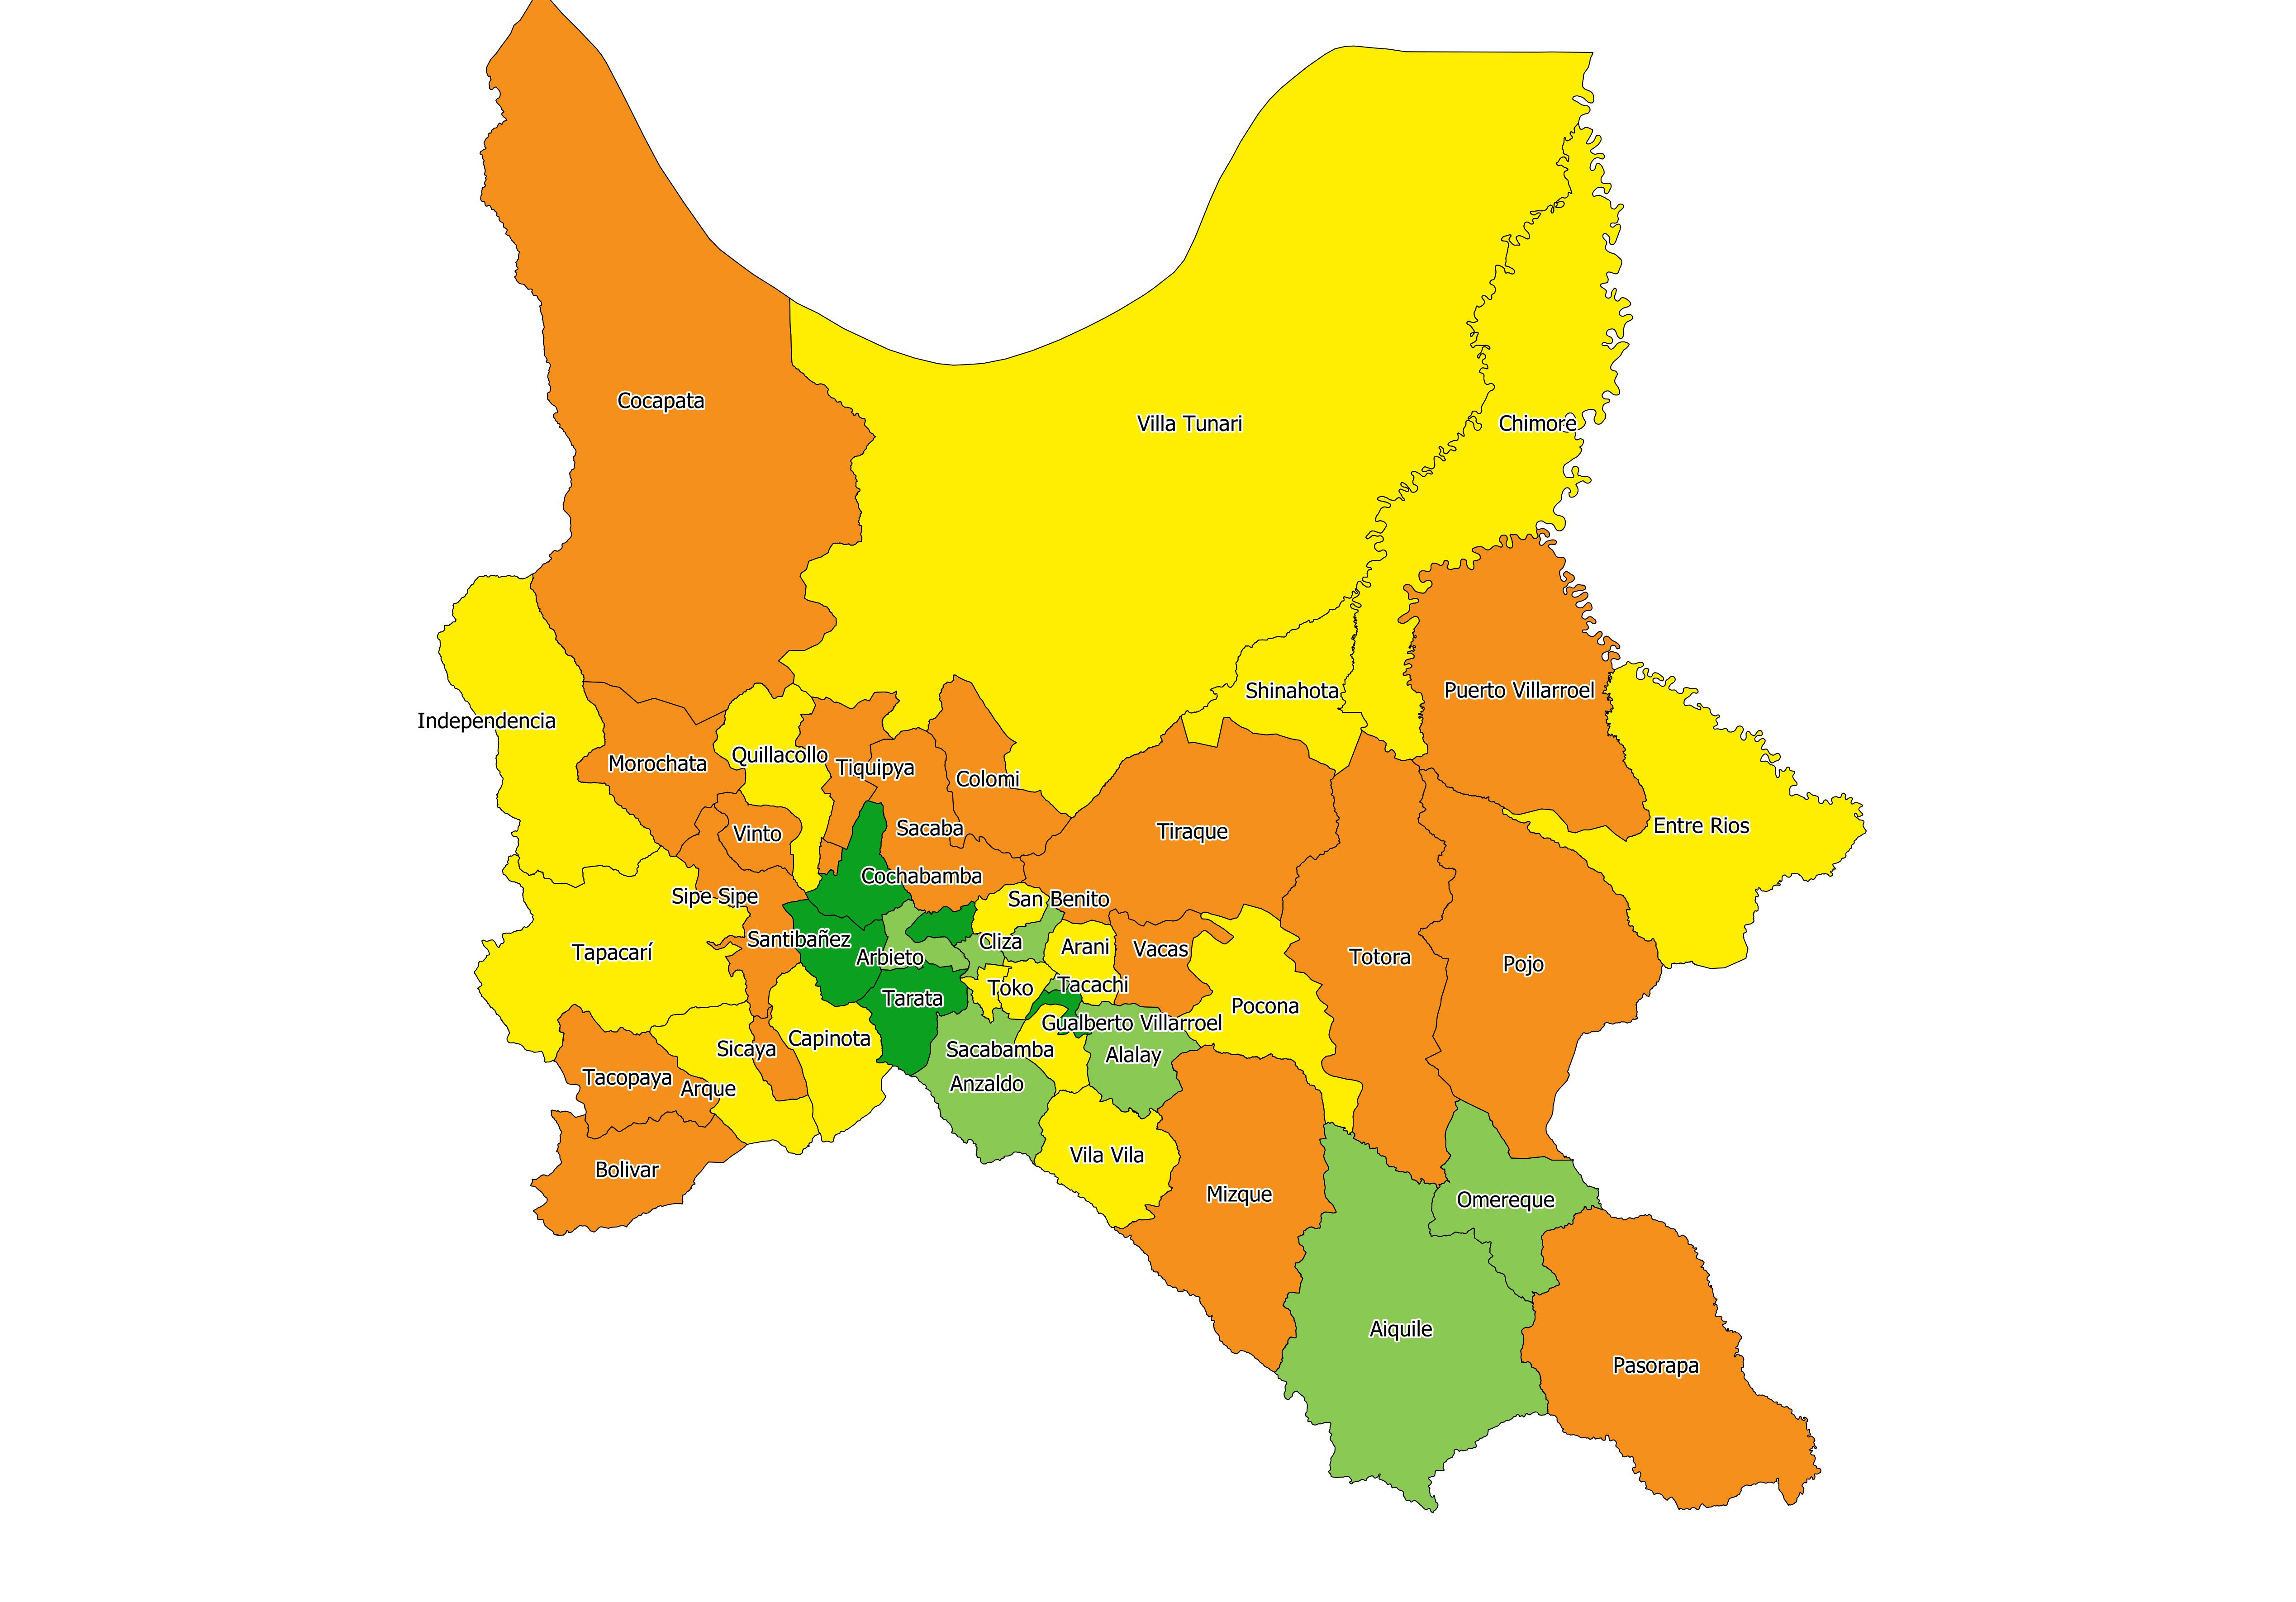 Cocapata
Villa Tunari
Chimore
Shinahota
Puerto Villarroel
Independencia
Quillacollo
Morochata
Tiquipya
Colomi
Entre Rios
Sacaba
Tiraque
Vinto
Cochabamba
Sipe Sipe
San Benito
Santibañez
Cliza
Arani
Vacas
Tapacarí
Arbieto
Totora
Pojo
Toko
Tacachi
Tarata
Pocona
Gualberto Villarroel
Capinota
Sicaya
Sacabamba
Alalay
Tacopaya
Arque
Anzaldo
Vila Vila
Bolivar
Mizque
Omereque
Aiquile
Pasorapa